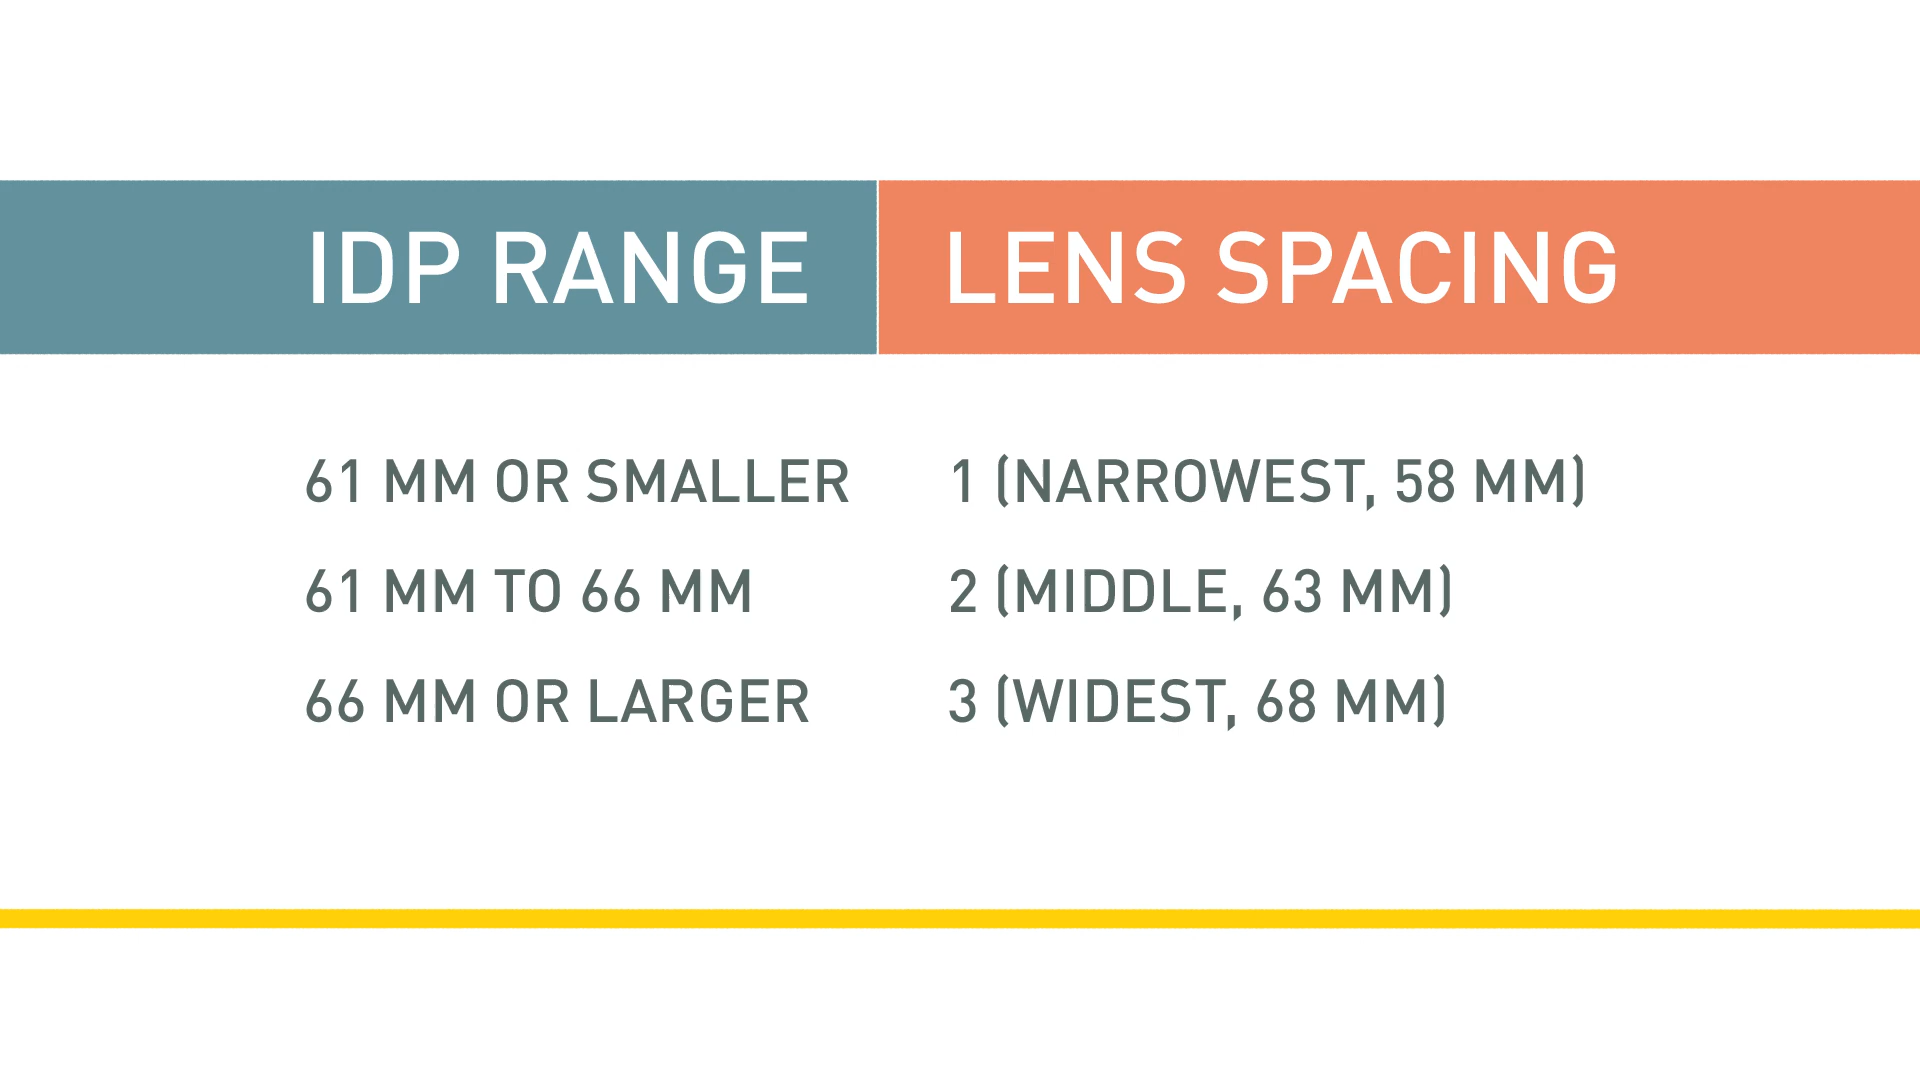 IDP RANGE LENS SPACING
61 MM OR SMALLER 1 (NARROWEST, 58 MM)
61 MM TO 66 MM 2 (MIDDLE, 63 MM)
66 MM OR LARGER 3 (WIDEST, 68 MM)